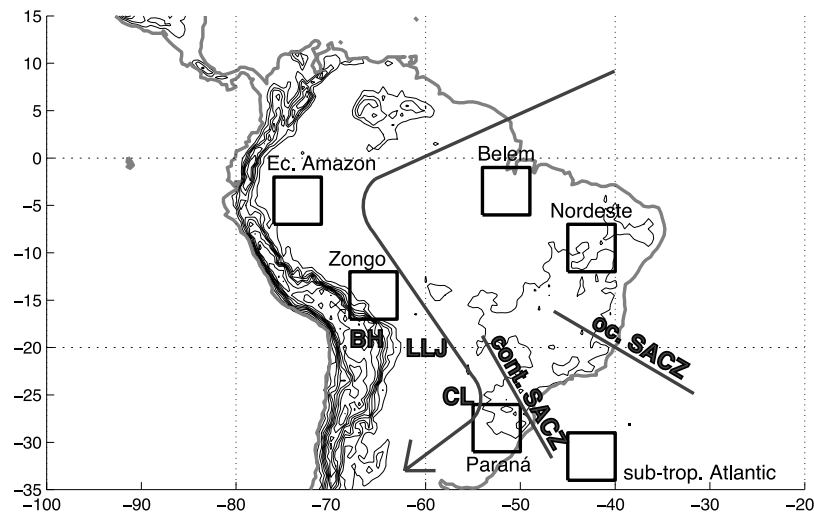 15
10
5
0
−5
−10
−15
−20
−25
−30
−35
−100
−90
−80
−70
−60
−50
−40
−30
−20
Ec. Amazon
Belem
Nordeste
Zongo
BH
LLJ
oc. SACZ
cont. SACZ
CL
Paraná
sub-trop. Atlantic